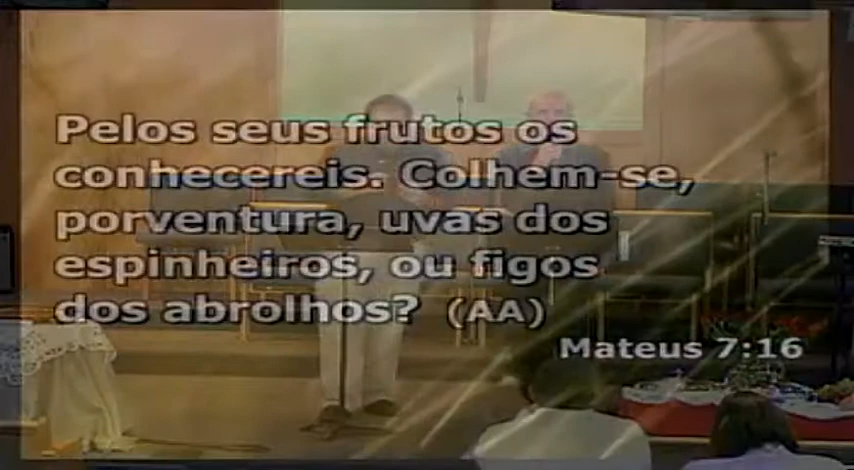 Pelos seus frutos os
conhecereis. Colhem-se,
porventura, uvas dos
espinheiros, ou figos
dos abrolhos? (AA)
Mateus 7:16